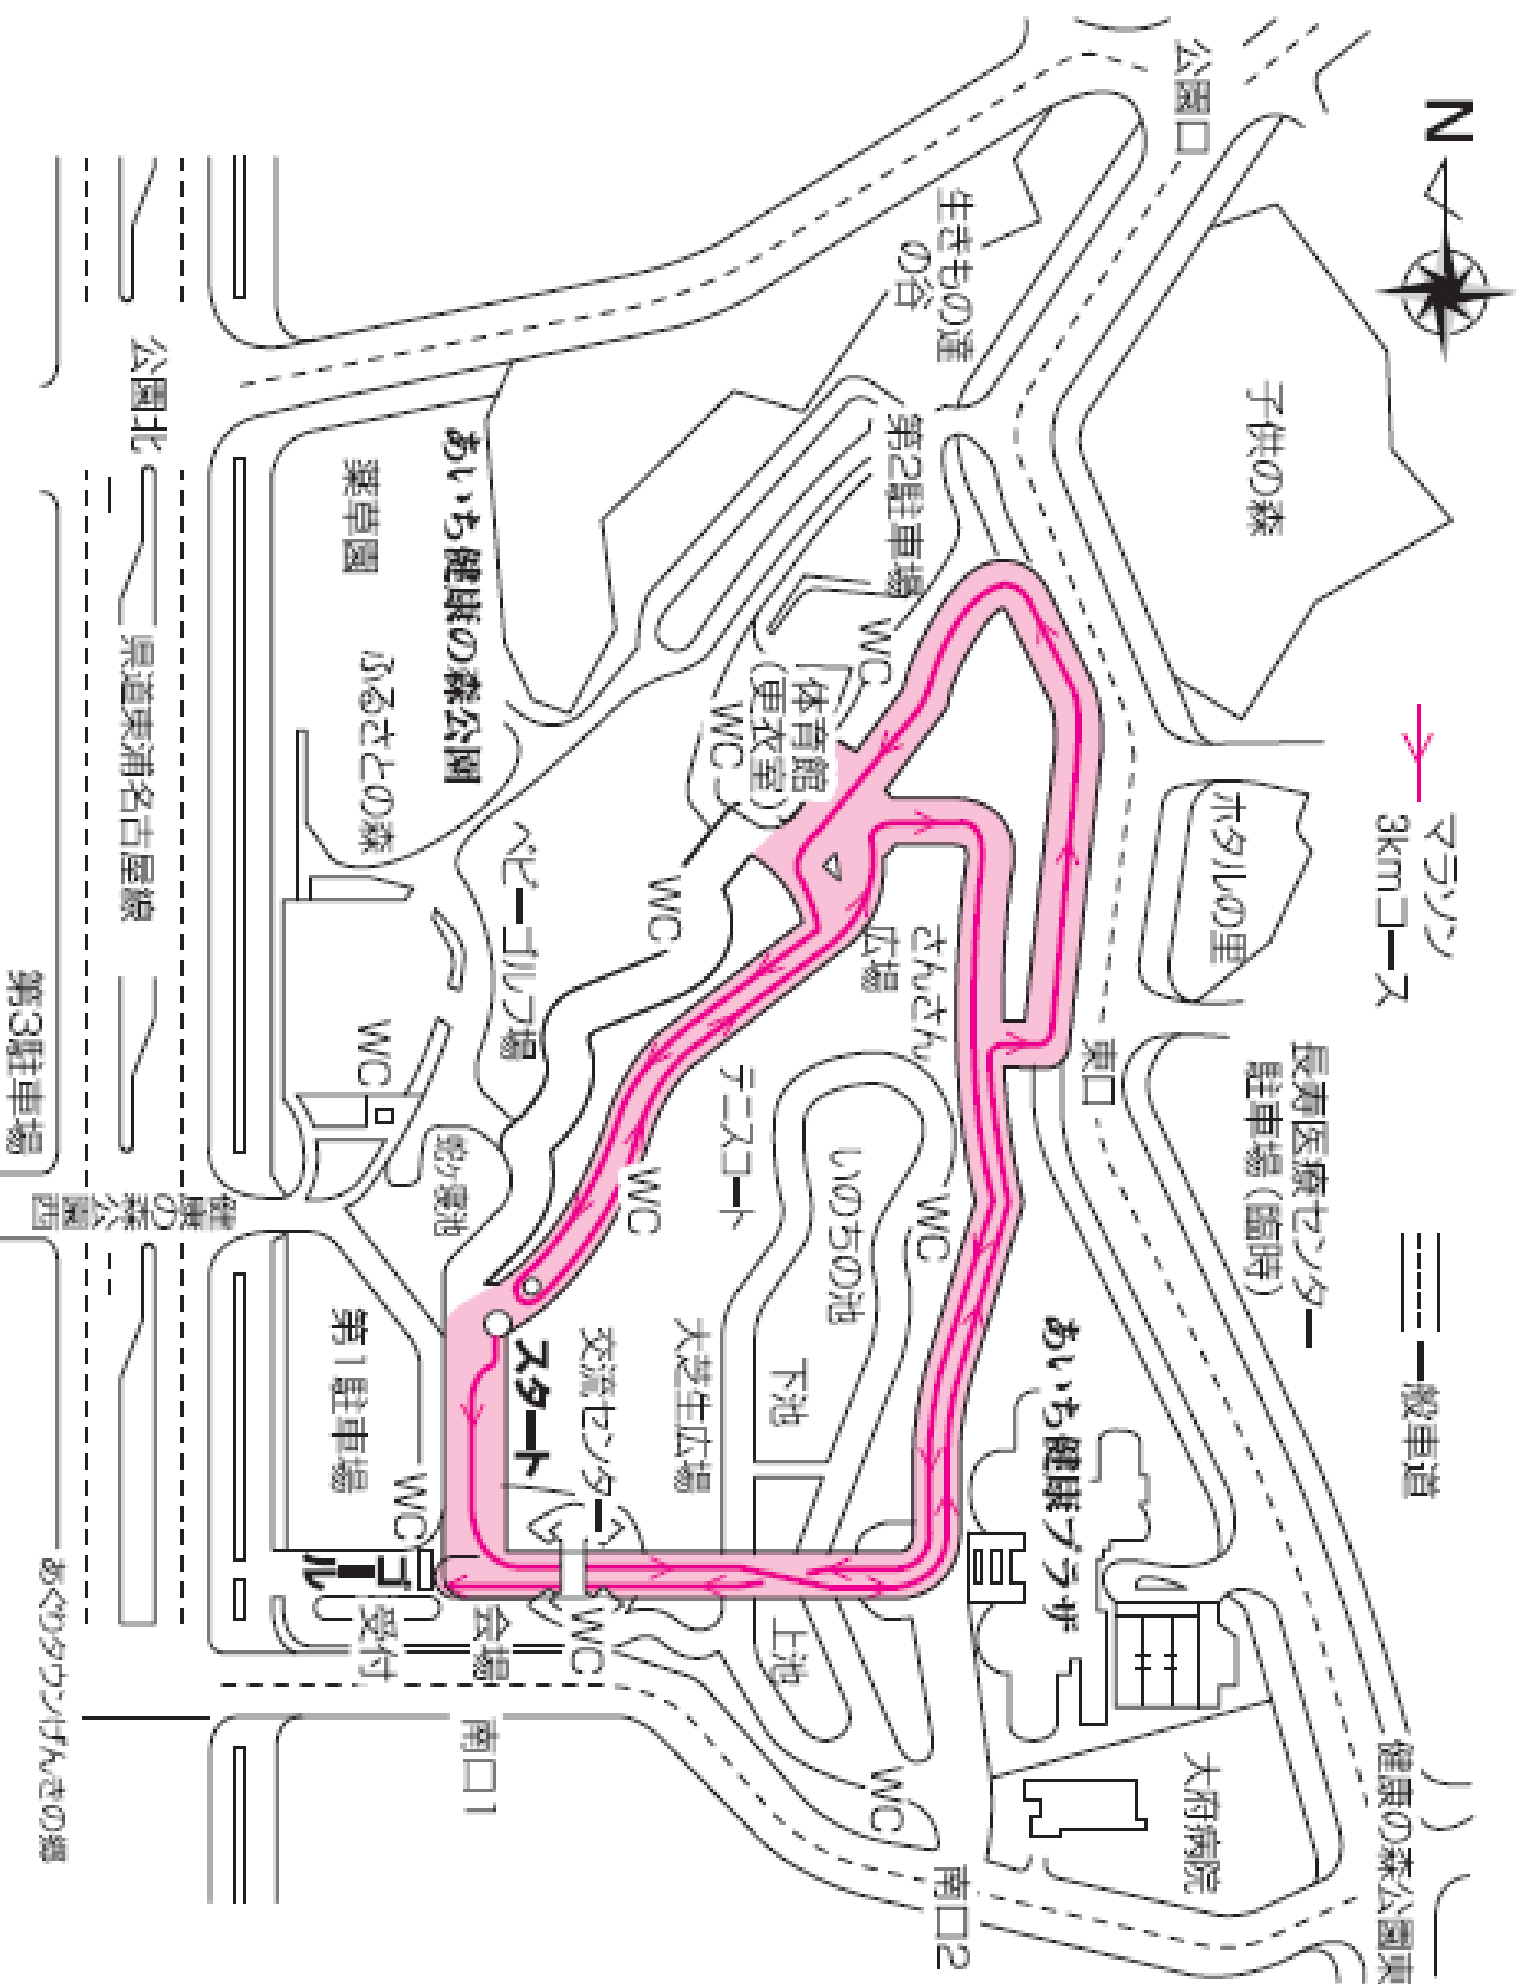 N
マラソン
3kmコース
一般車道
公園口
子供の森
ホタルの里
長寿医療センター
駐車場(臨時)
健康の森公園東
生きもの達
の谷
第2駐車場
東口
あいち健康プラザ
大府病院
南口2
WC
体育館
(更衣室)
WC
さんさん
広場
WC
いのちの池
下池
上池
WC
WC
テニスコート
大芝生広場
WC
交流センター
WC
あいち健康の森公園
ベビーゴルフ場
スタート
会場
南口1
薬草園
ふるさとの森
WC
鴨ヶ湯池
第1駐車場
WC
ゴール
受付
公園北
県道東浦名古屋線
健康
の森
公園西
第3駐車場
あぐりタウンげんきの郷